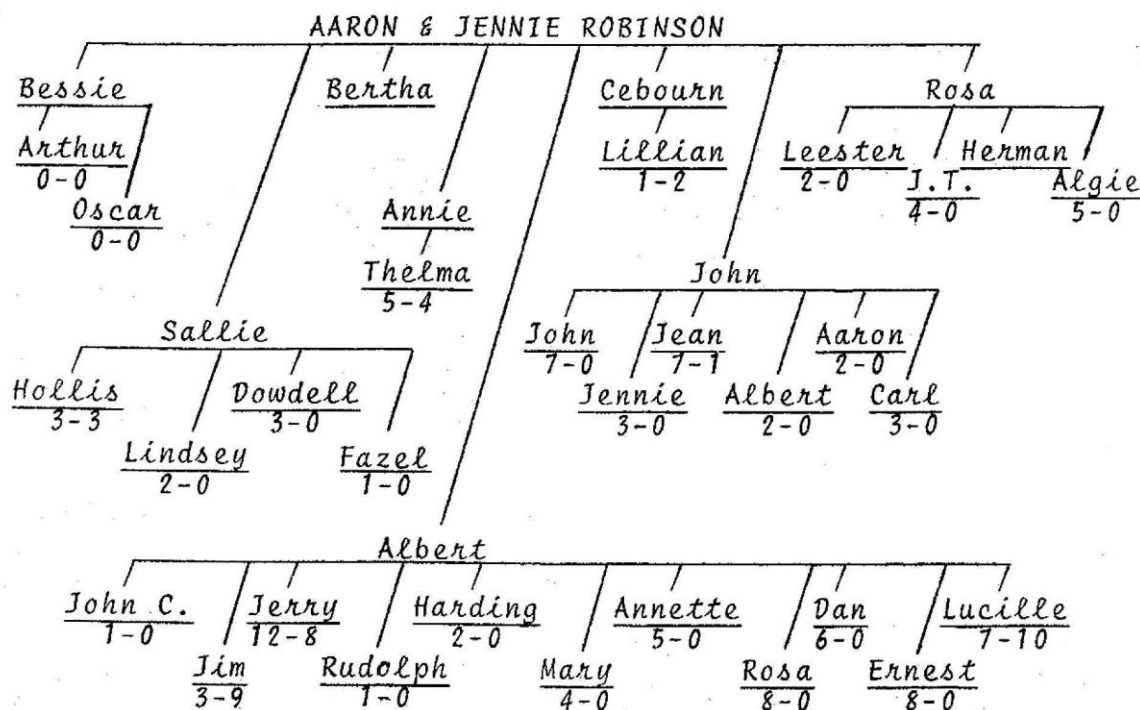 AARON & JENNIE ROBINSON
Bessie
Bertha
Cebourn
Rosa
Arthur
0-0
Oscar
0-0
Annie
Thelma
5-4
Lillian
1-2
Leester
2-0
J.T.
4-0
Herman
Algie
5-0
Sallie
Hollis
3-3
Lindsey
2-0
Dowdell
3-0
Fazel
1-0
John
John
7-0
Jennie
3-0
Jean
7-1
Albert
2-0
Aaron
2-0
Carl
3-0
Albert
John C.
1-0
Jim
3-9
Jerry
12-8
Rudolph
1-0
Harding
2-0
Mary
4-0
Annette
5-0
Rosa
8-0
Dan
6-0
Ernest
8-0
Lucille
7-10